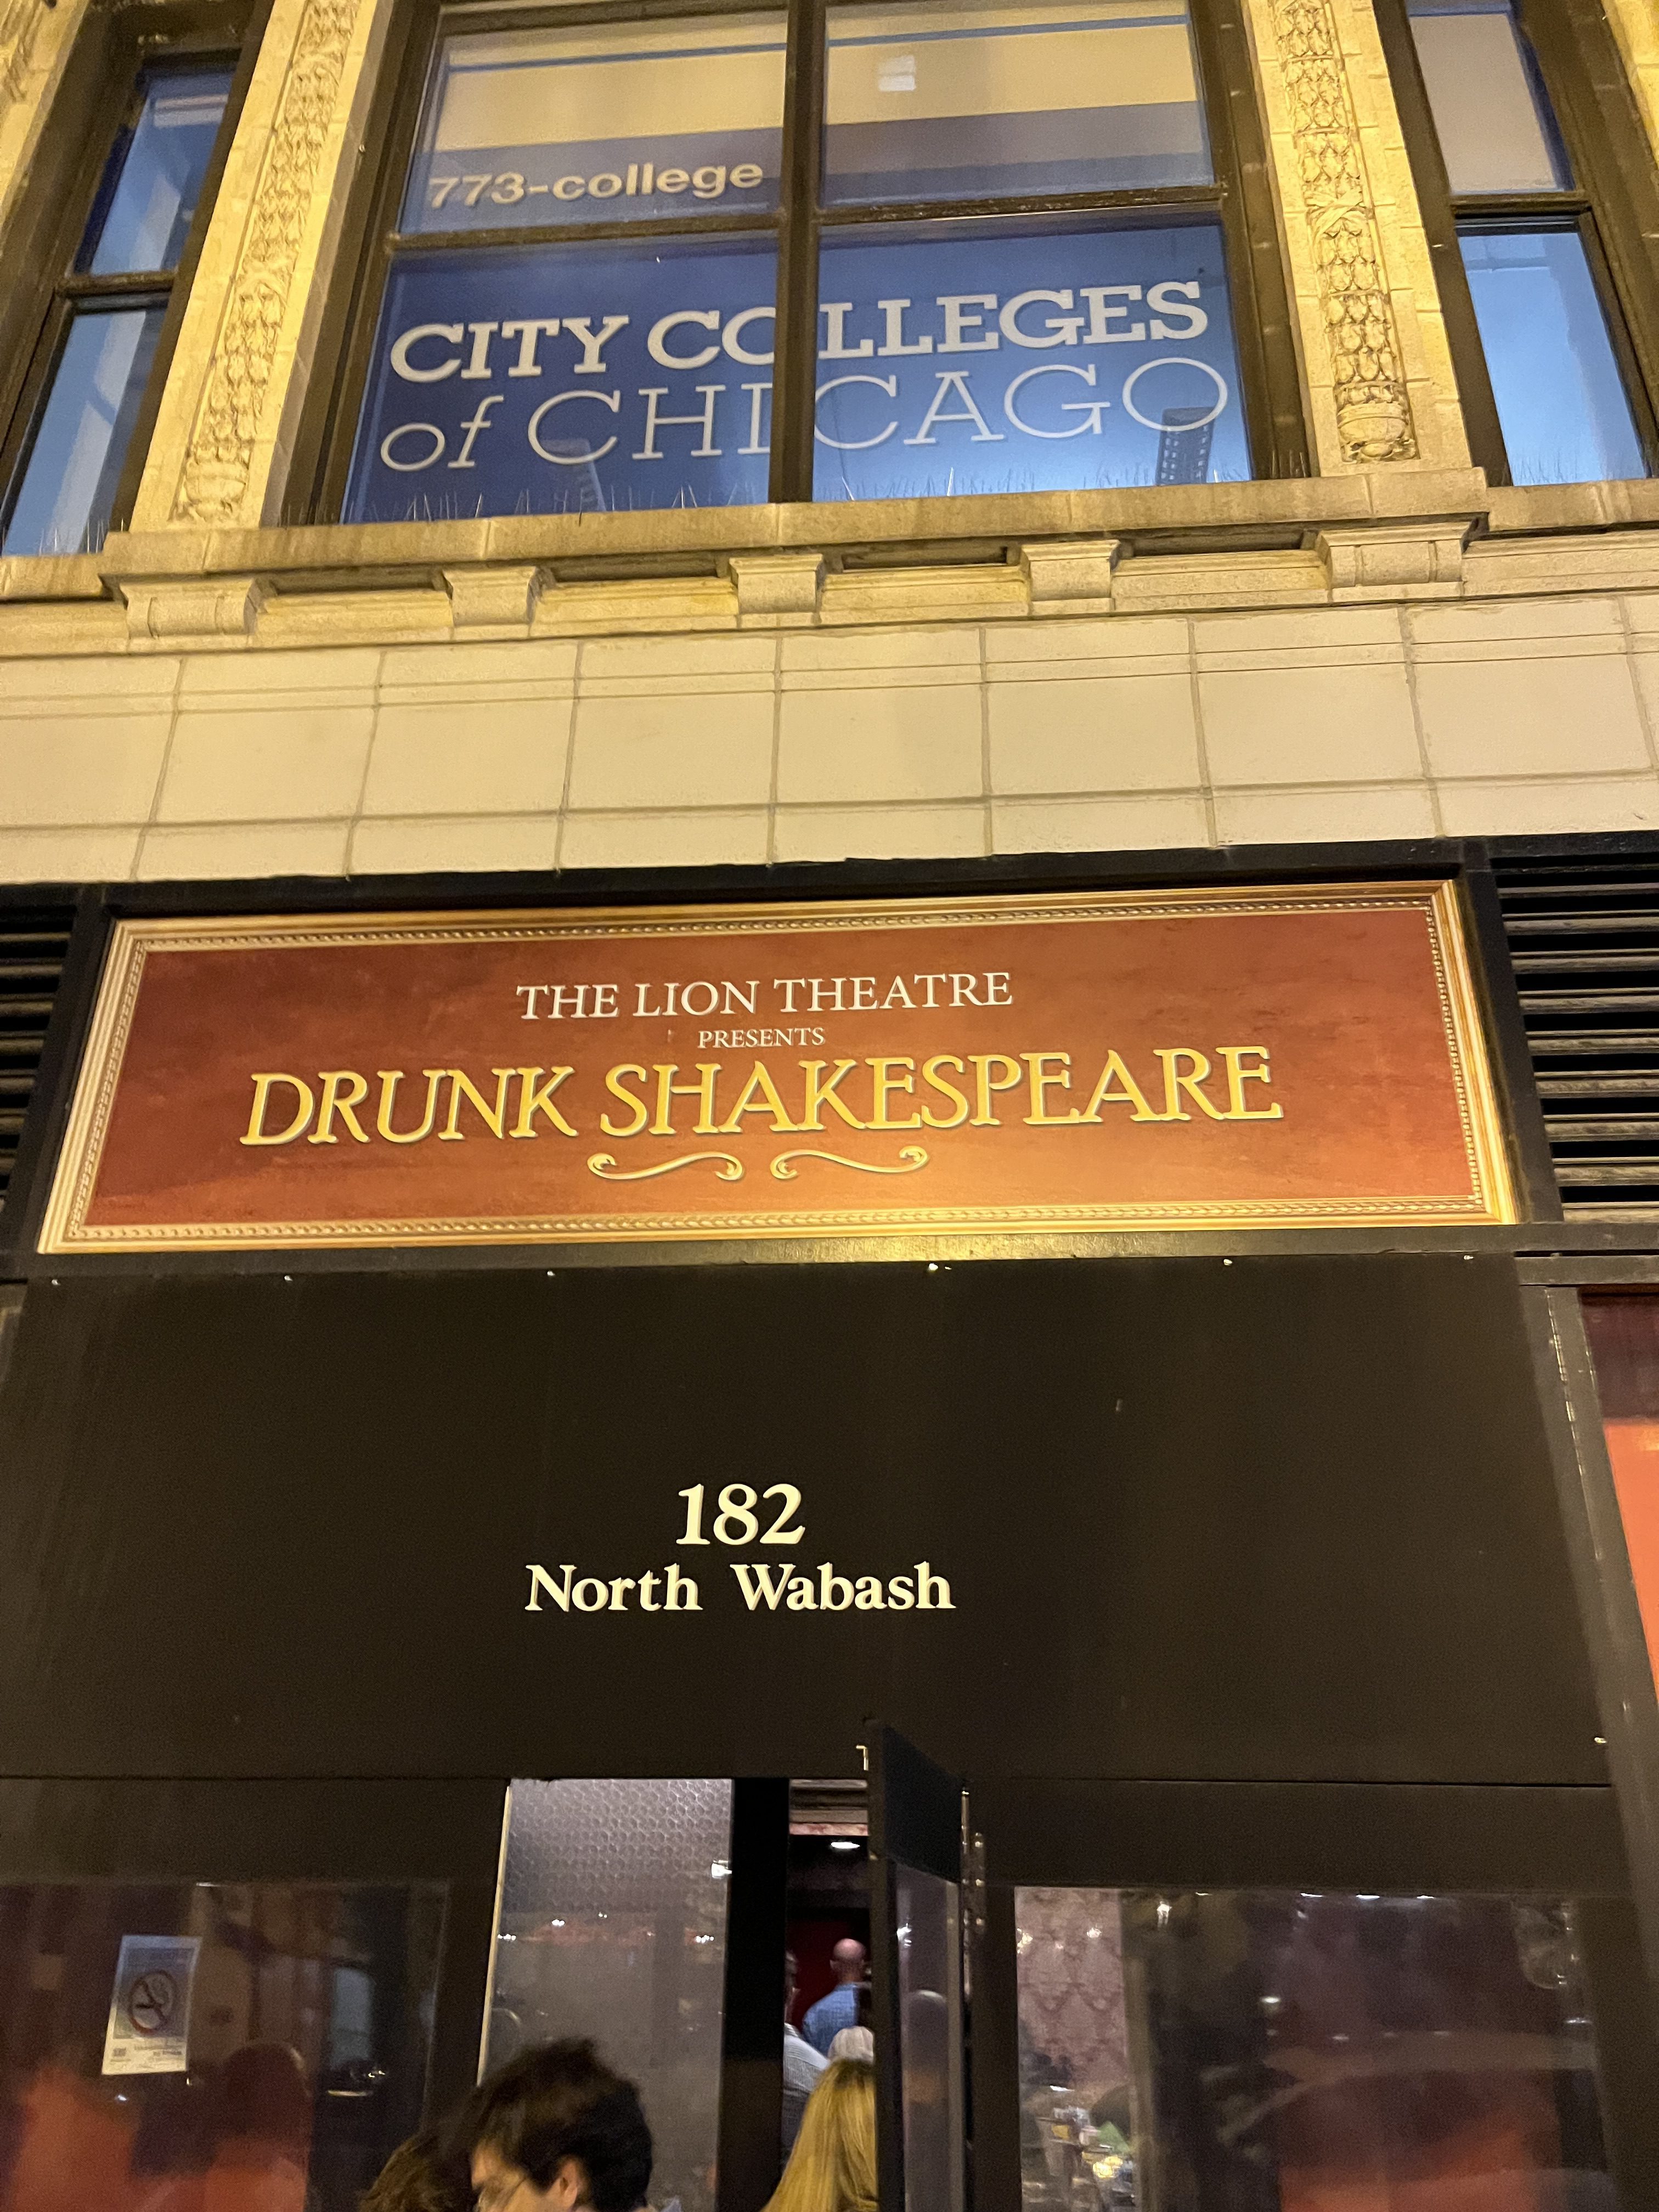 773-college
CITY COLLEGES
of CHICAGO
THE LION THEATRE
PRESENTS
DRUNK SHAKESPEARE
182
North Wabash